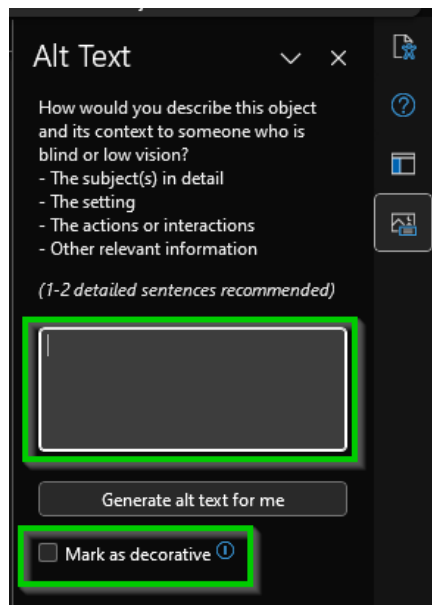 Alt Text
How would you describe this object
and its context to someone who is
blind or low vision?
- The subject(s) in detail
- The setting
- The actions or interactions
- Other relevant information
(1-2 detailed sentences recommended)
Generate alt text for me
Mark as decorative